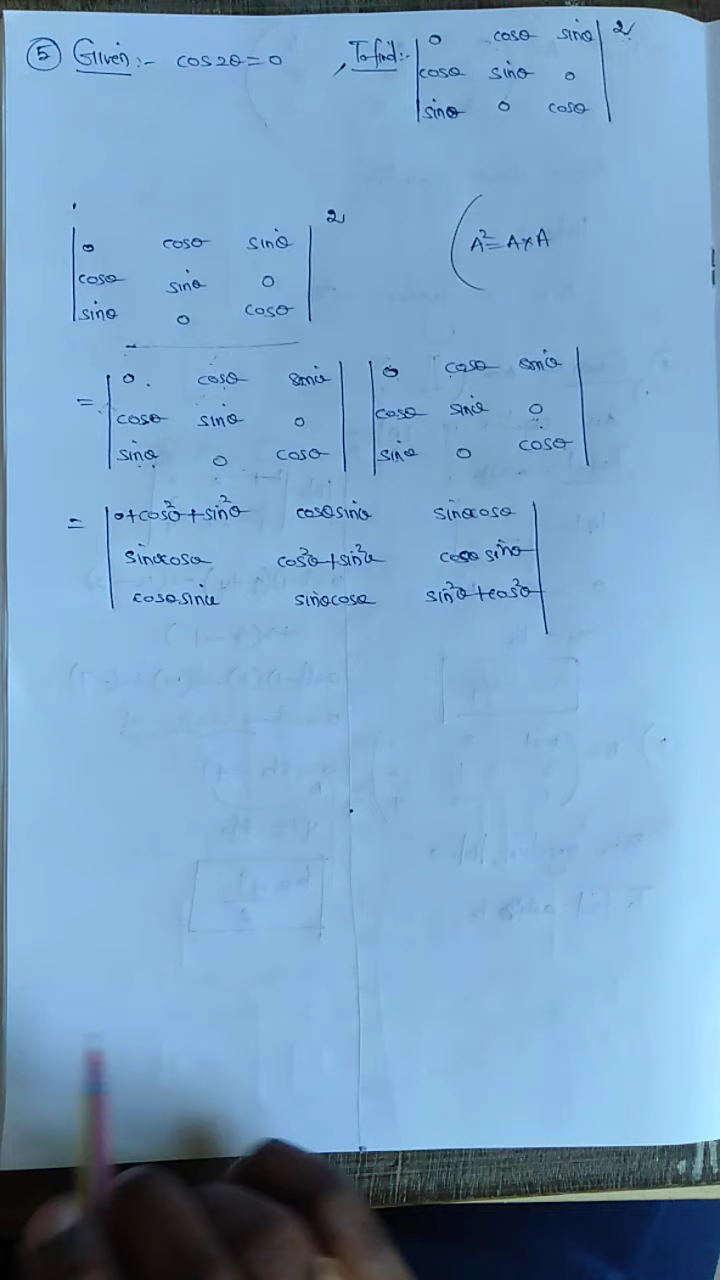 ⑤ Given:- cos2θ=0 , To find:- | 0 cosθ sinθ |²
| cosθ sinθ 0 |
| sinθ 0 cosθ |
| 0 cosθ sinθ |² ( A²=A×A
| cosθ sinθ 0 |
| sinθ 0 cosθ |
= | 0 cosθ sinθ | | 0 cosθ sinθ |
| cosθ sinθ 0 | | cosθ sinθ 0 |
| sinθ 0 cosθ | | sinθ 0 cosθ |
= | 0+cos²θ+sin²θ cosθsinθ sinθcosθ |
| sinθcosθ cos²θ+sin²θ cosθ sinθ |
| cosθsinθ sinθcosθ sin²θ+cos²θ |